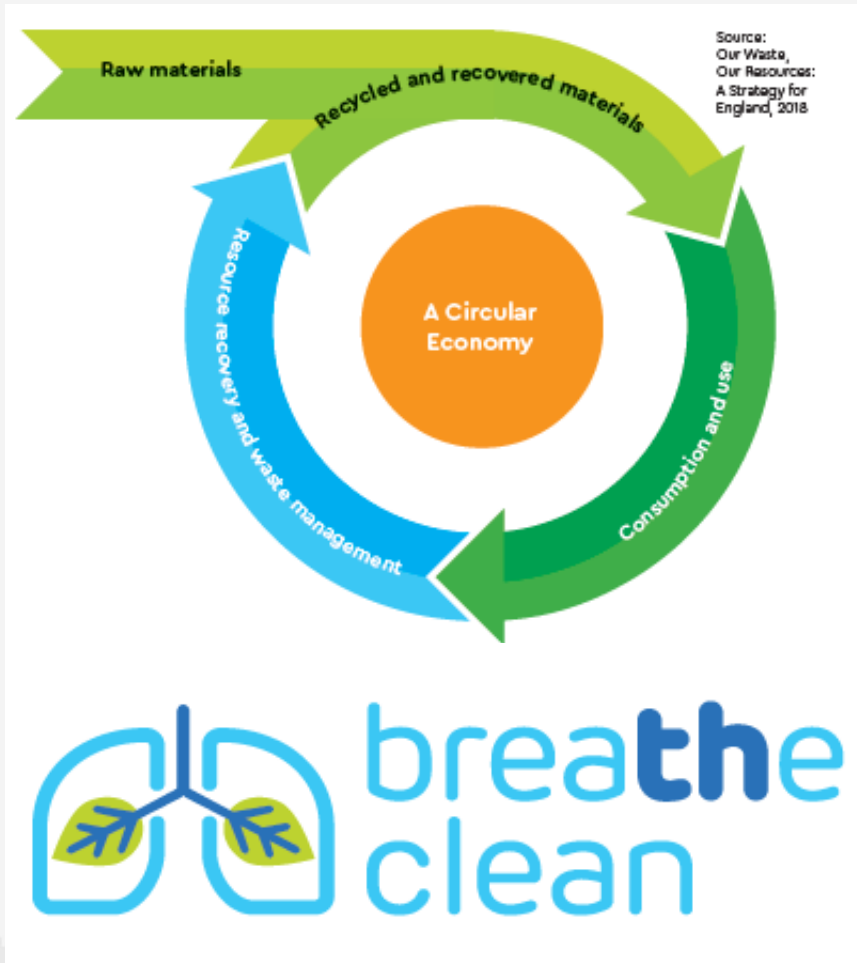 Raw materials
Recycled and recovered materials
Source:
Our Waste,
Our Resources:
A Strategy for
England, 2018
A Circular
Economy
Resource recovery and waste management
Consumption and use
breathe
clean